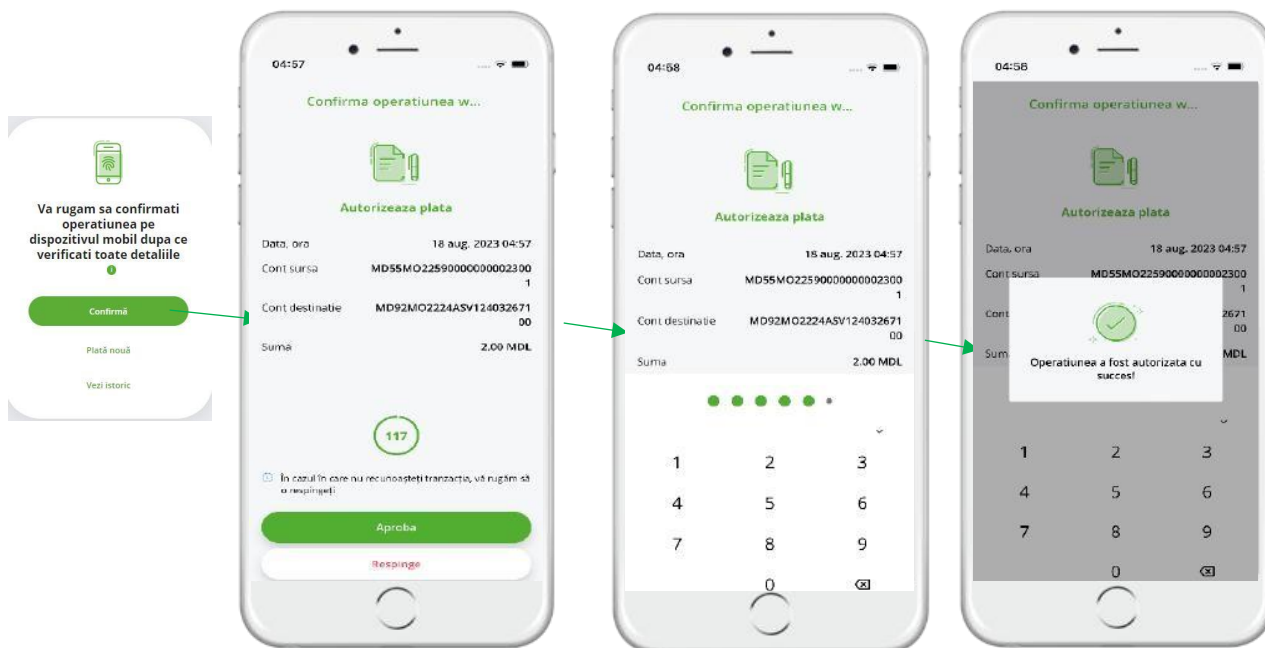 Va rugam sa confirmati
operatiunea pe
dispozitivul mobil dupa ce
verificati toate detaliile
Confirmă
Plată nouă
Vezi istoric
04:57
Confirma operatiunea w...
Autorizeaza plata
Data, ora 18 aug. 2023 04:57
Cont sursa MD55MO22590000000002300
1
Cont destinatie MD92MO2224ASV124032671
00
Suma 2.00 MDL
117
În cazul în care nu recunoașteți tranzacția, vă rugăm să
o respingeți
Aproba
Respinge
04:58
Confirma operatiunea w...
Autorizeaza plata
Data, ora 18 aug. 2023 04:57
Cont sursa MD55MO22590000000002300
1
Cont destinatie MD92MO2224ASV124032671
00
Suma 2.00 MDL
1 2 3
4 5 6
7 8 9
0
04:58
Confirma operatiunea w...
Autorizeaza plata
Data, ora 18 aug. 2023 04:57
Cont sursa MD55MO22590000000002300
1
Cont 2671
00
Sum MDL
Operatiunea a fost autorizata cu
succes!
1 2 3
4 5 6
7 8 9
0